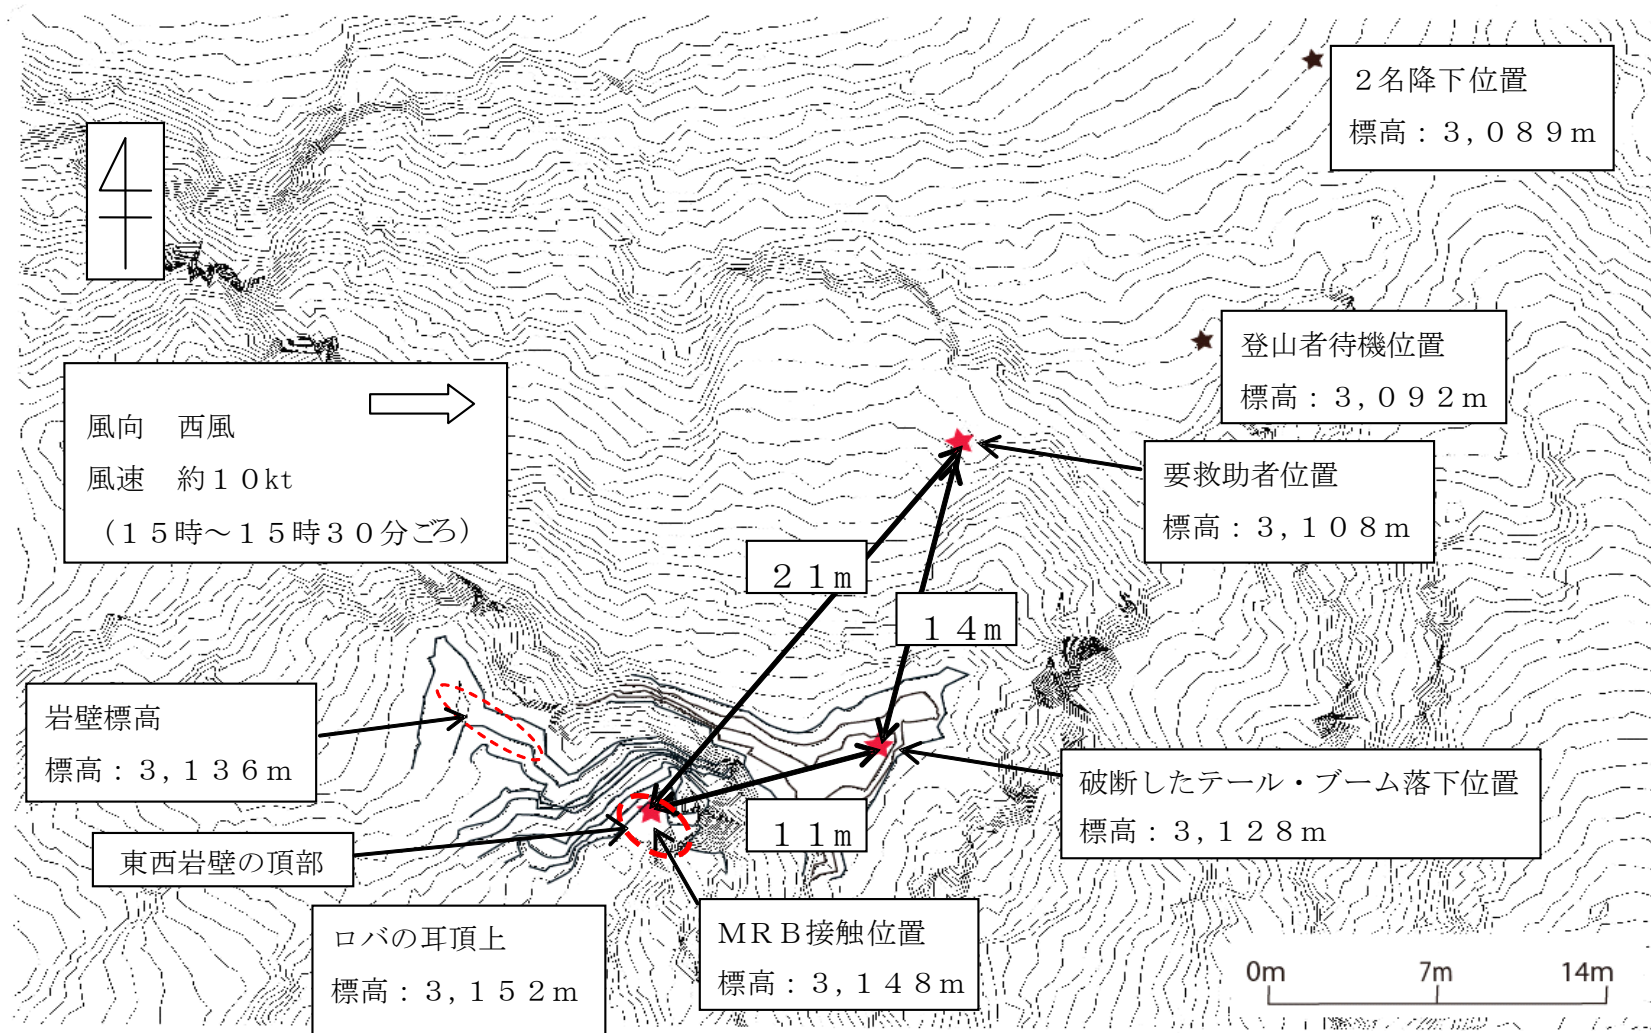 ２名降下位置
標高：３,０８９ｍ
登山者待機位置
標高：３,０９２ｍ
風向　西風
風速　約１０kt
（１５時～１５時３０分ごろ）
要救助者位置
標高：３,１０８ｍ
２１ｍ
１４ｍ
岩壁標高
標高：３,１３６ｍ
破断したテール・ブーム落下位置
標高：３,１２８ｍ
１１ｍ
東西岩壁の頂部
ロバの耳頂上
標高：３,１５２ｍ
ＭＲＢ接触位置
標高：３,１４８ｍ
0m 7m 14m